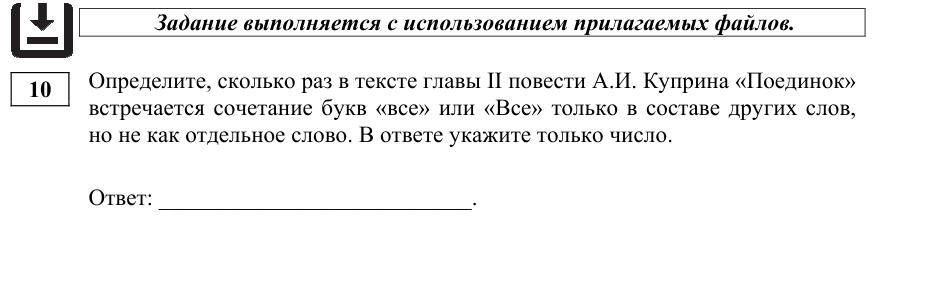 Задание выполняется с использованием прилагаемых файлов.
10
Определите, сколько раз в тексте главы II повести А.И. Куприна «Поединок»
встречается сочетание букв «все» или «Все» только в составе других слов,
но не как отдельное слово. В ответе укажите только число.
Ответ: ___________________________.